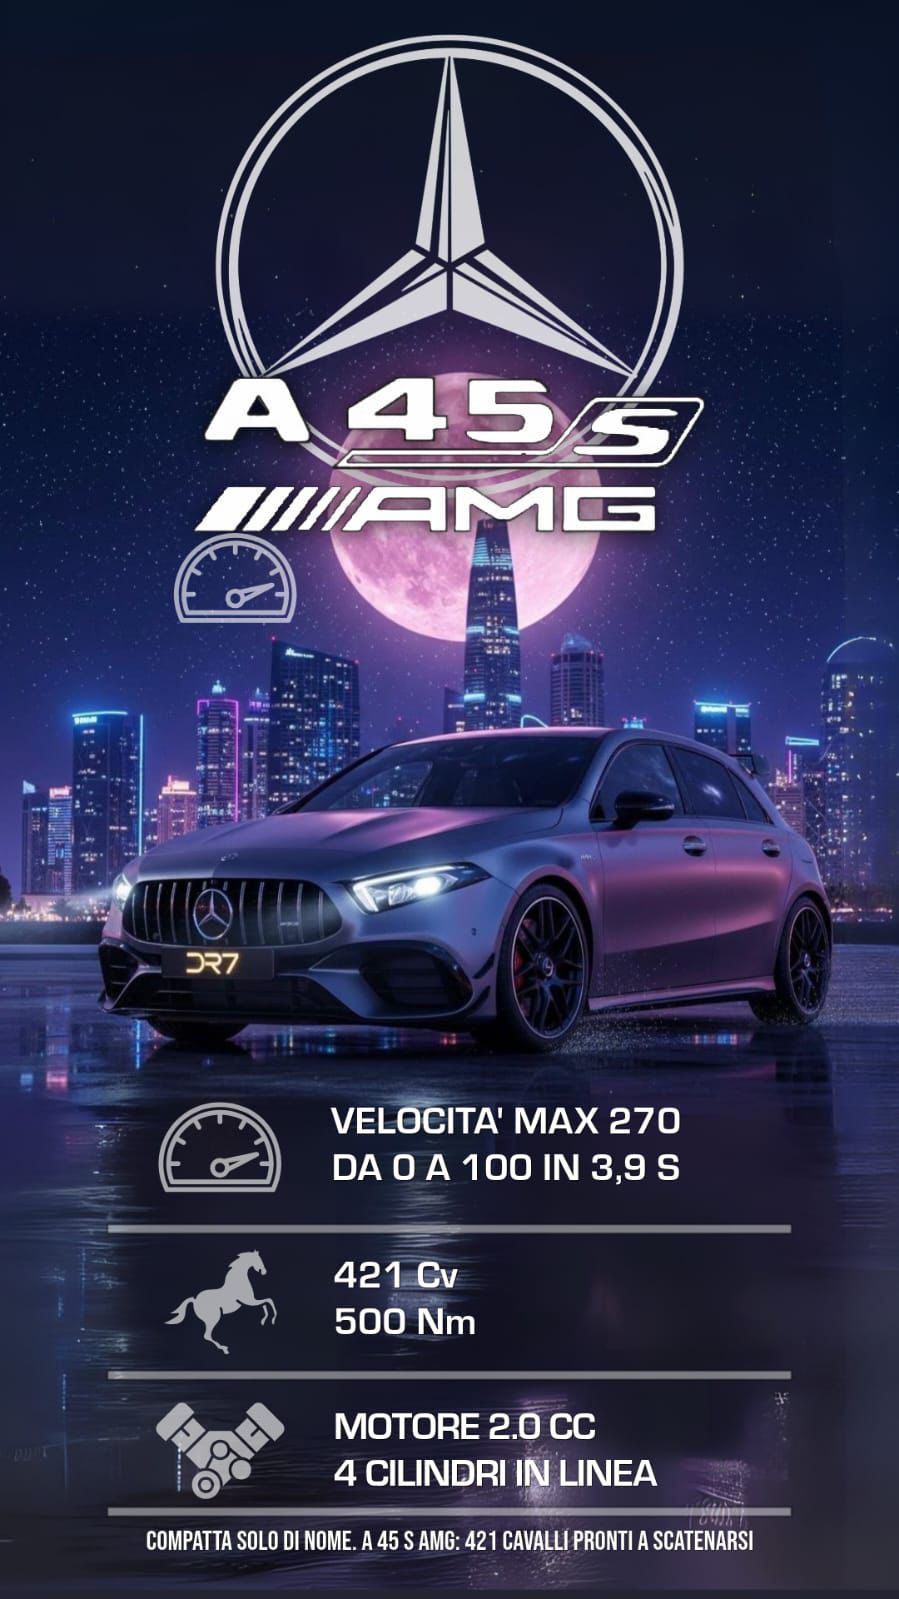 A 45 S
AMG
DR7
VELOCITA' MAX 270
DA 0 A 100 IN 3,9 S
421 Cv
500 Nm
MOTORE 2.0 CC
4 CILINDRI IN LINEA
COMPATTA SOLO DI NOME. A 45 S AMG: 421 CAVALLI PRONTI A SCATENARSI